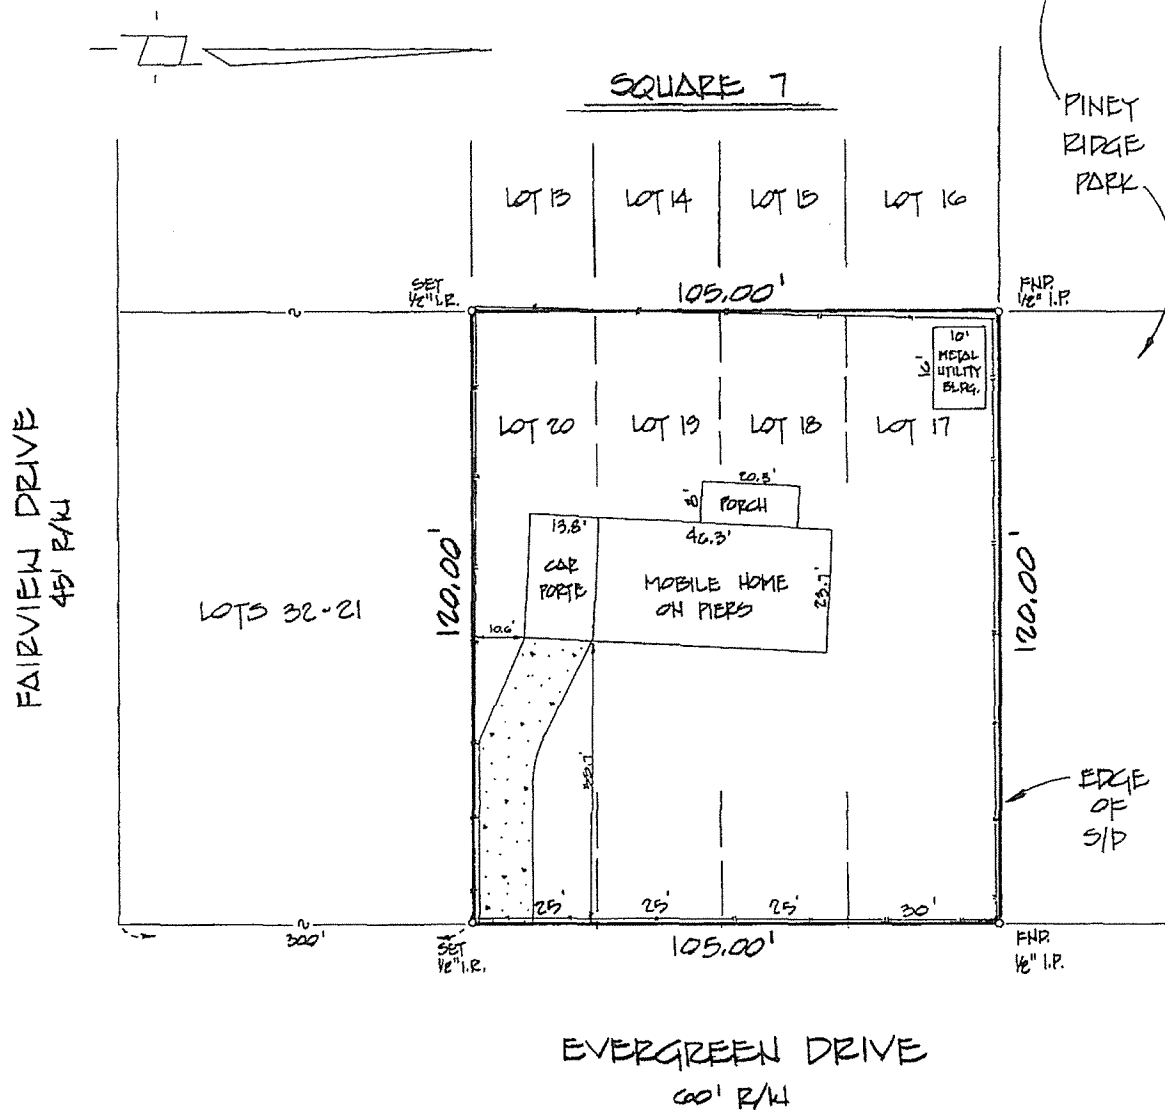 SQUARE 7
PINEY
RIDGE
PARK
LOT 13
LOT 14
LOT 15
LOT 16
SET
1/2" I.R.
105.00'
FND.
1/2" I.P.
10'
METAL
UTILITY
BLDG.
16'
LOT 20
LOT 19
LOT 18
LOT 17
20.3'
8'
PORCH
13.8'
46.3'
CAR
PORTE
MOBILE HOME
ON PIERS
23.7'
FAIRVIEW DRIVE
45' R/W
LOTS 32-21
120.00'
10.6'
120.00'
EDGE
OF
S/D
25'
25'
25'
30'
300'
SET
1/2" I.R.
105.00'
FND.
1/2" I.P.
EVERGREEN DRIVE
60' R/W